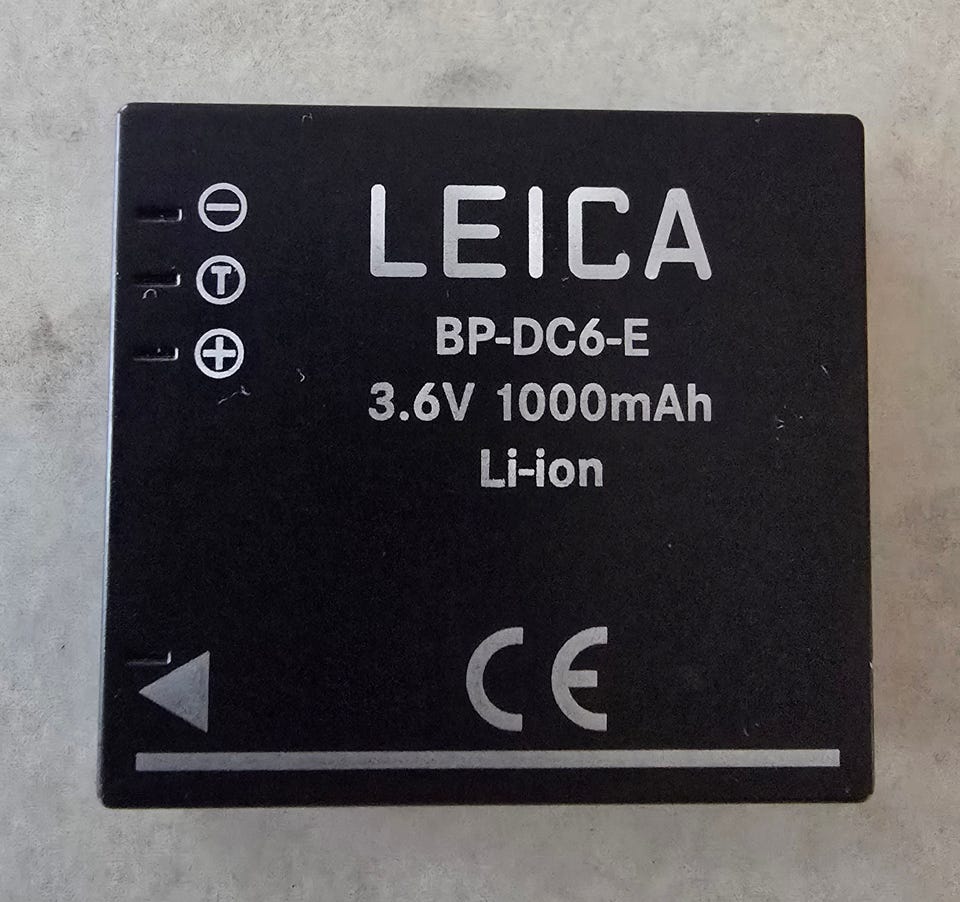 LEICA
BP-DC6-E
3.6V 1000mAh
Li-ion
T
CE